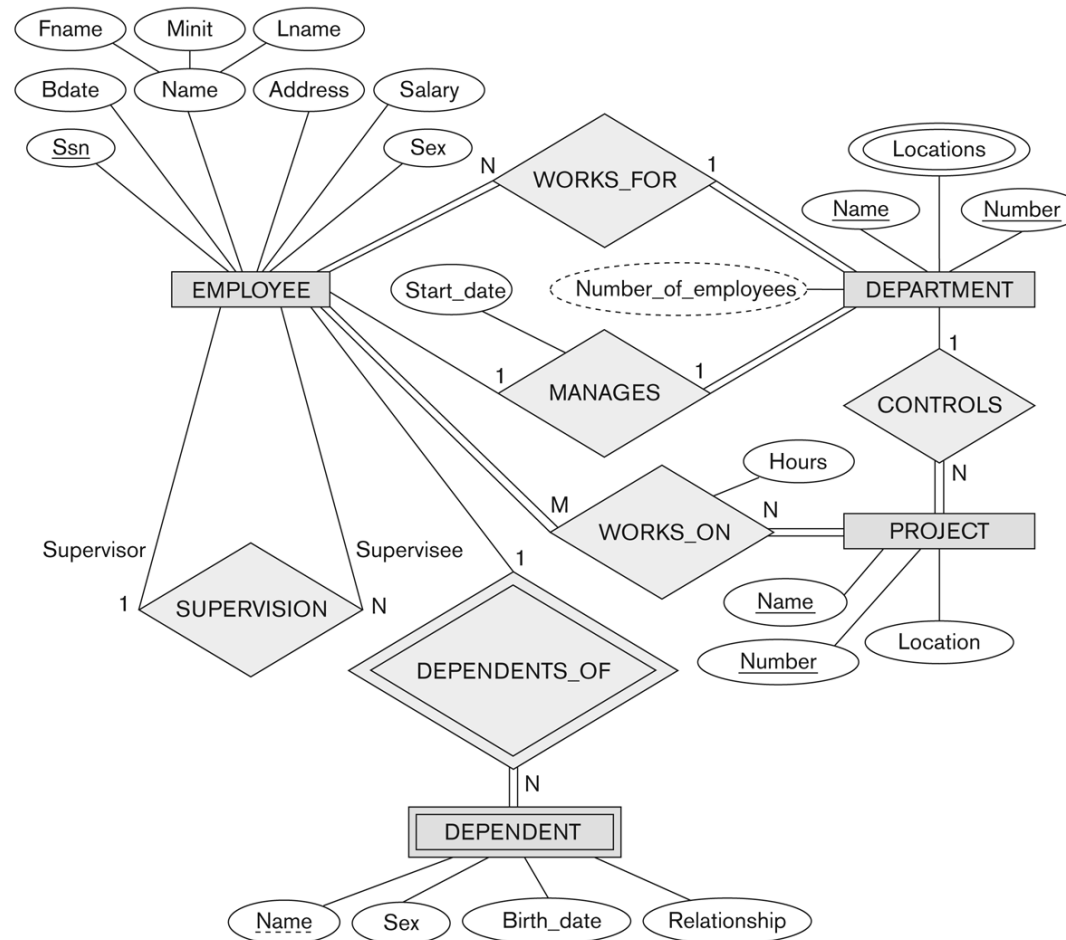 Fname
Minit
Lname
Bdate
Name
Address
Salary
Ssn
Sex
N
WORKS_FOR
1
Locations
Name
Number
EMPLOYEE
Start_date
Number_of_employees
DEPARTMENT
1
MANAGES
1
1
CONTROLS
N
Hours
M
WORKS_ON
N
PROJECT
Supervisor
Supervisee
1
SUPERVISION
N
1
Name
Number
Location
DEPENDENTS_OF
N
DEPENDENT
Name
Sex
Birth_date
Relationship